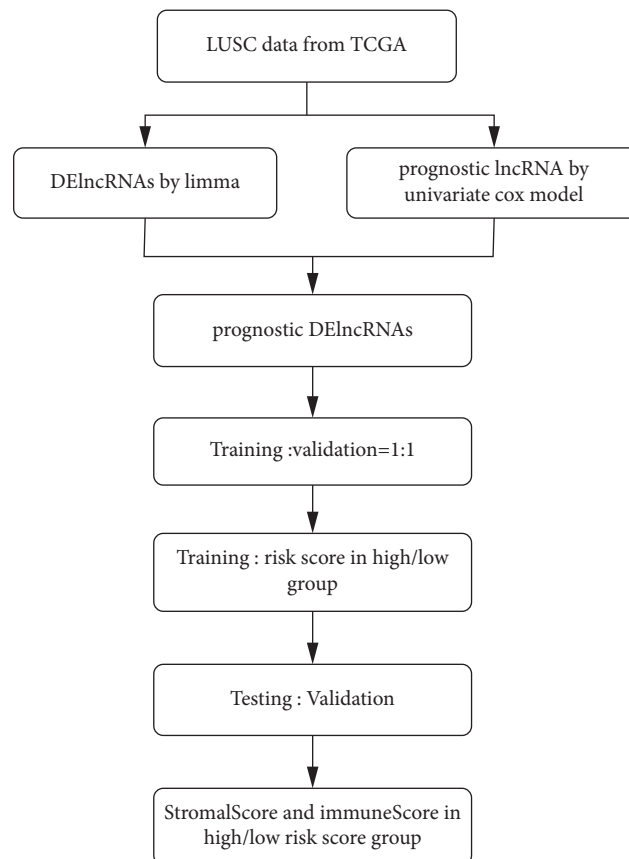 LUSC data from TCGA
DElncRNAs by limma
prognostic lncRNA by
univariate cox model
prognostic DElncRNAs
Training :validation=1:1
Training : risk score in high/low
group
Testing : Validation
StromalScore and immuneScore in
high/low risk score group